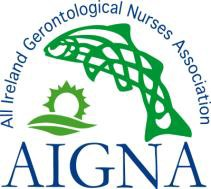 All Ireland Gerontological Nurses Association
AIGNA